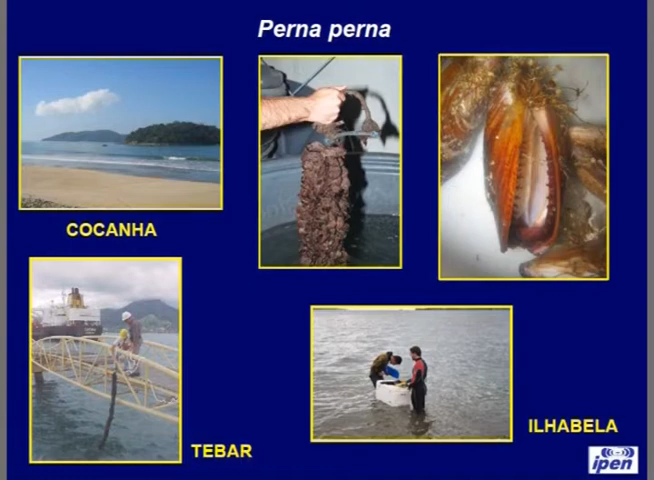 Perna perna
COCANHA
TEBAR
ILHABELA
ipen